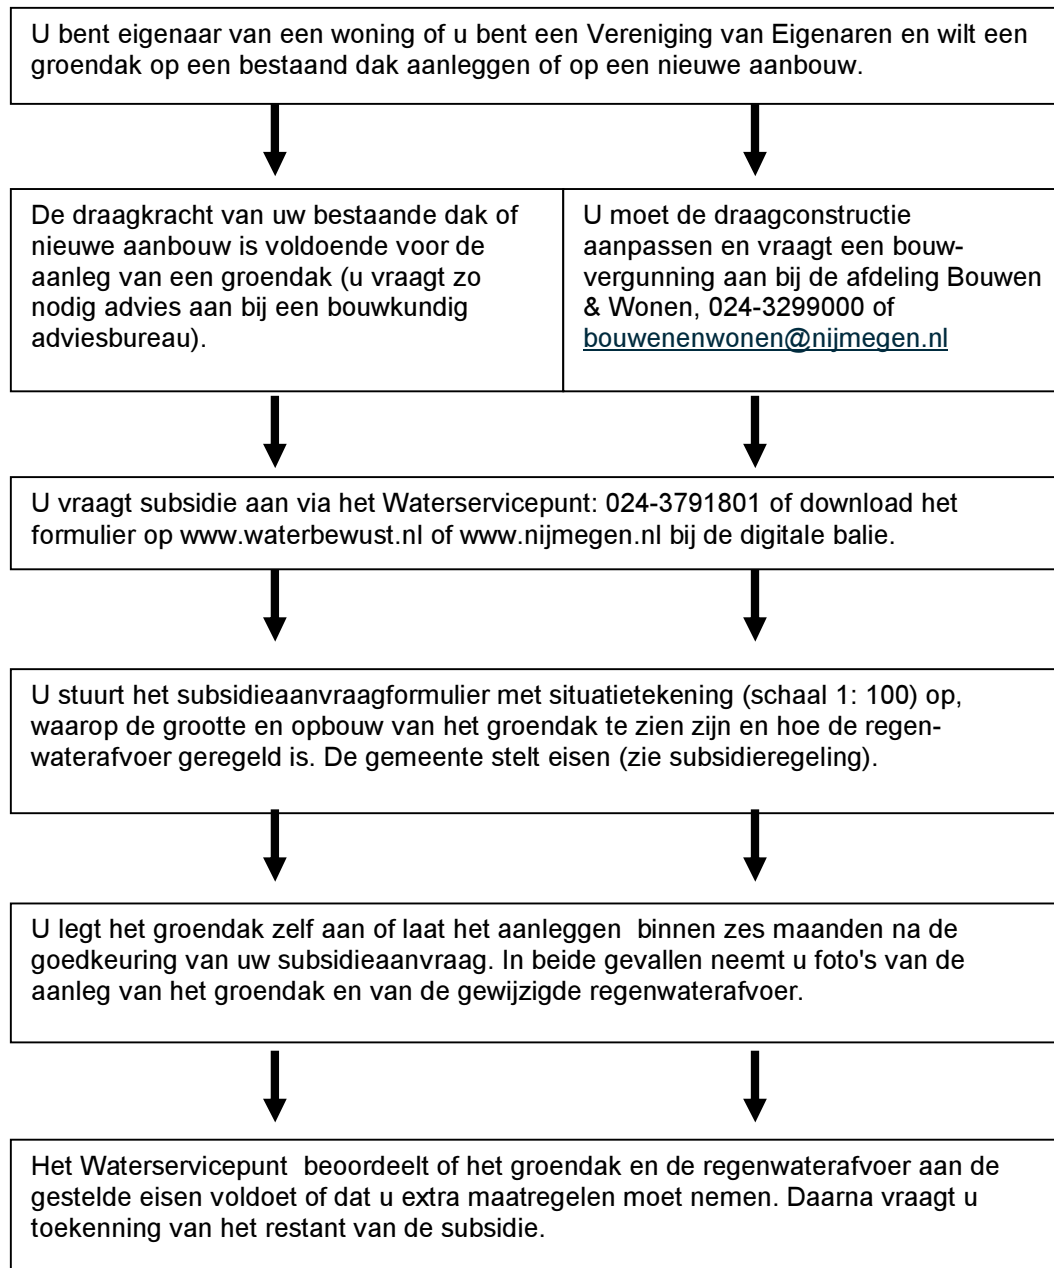 U bent eigenaar van een woning of u bent een Vereniging van Eigenaren en wilt een
groendak op een bestaand dak aanleggen of op een nieuwe aanbouw.
De draagkracht van uw bestaande dak of
nieuwe aanbouw is voldoende voor de
aanleg van een groendak (u vraagt zo
nodig advies aan bij een bouwkundig
adviesbureau).
U moet de draagconstructie
aanpassen en vraagt een bouw-
vergunning aan bij de afdeling Bouwen
& Wonen, 024-3299000 of
bouwenenwonen@nijmegen.nl
U vraagt subsidie aan via het Waterservicepunt: 024-3791801 of download het
formulier op www.waterbewust.nl of www.nijmegen.nl bij de digitale balie.
U stuurt het subsidieaanvraagformulier met situatietekening (schaal 1: 100) op,
waarop de grootte en opbouw van het groendak te zien zijn en hoe de regen-
waterafvoer geregeld is. De gemeente stelt eisen (zie subsidieregeling).
U legt het groendak zelf aan of laat het aanleggen  binnen zes maanden na de
goedkeuring van uw subsidieaanvraag. In beide gevallen neemt u foto's van de
aanleg van het groendak en van de gewijzigde regenwaterafvoer.
Het Waterservicepunt  beoordeelt of het groendak en de regenwaterafvoer aan de
gestelde eisen voldoet of dat u extra maatregelen moet nemen. Daarna vraagt u
toekenning van het restant van de subsidie.